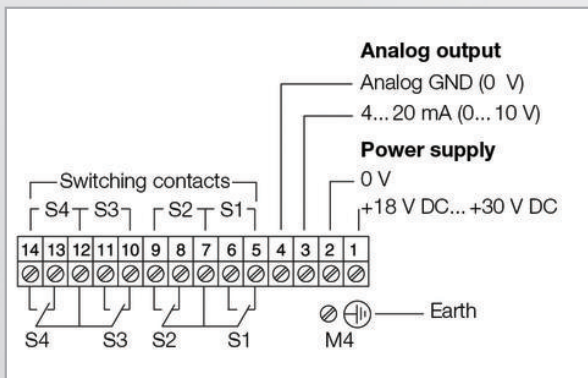 Analog output
Analog GND (0 V)
4... 20 mA (0... 10 V)
Power supply
0 V
+18 V DC... +30 V DC
Switching contacts
S4 S3 S2 S1
14 13 12 11 10 9 8 7 6 5 4 3 2 1
Earth
S4 S3 S2 S1 M4